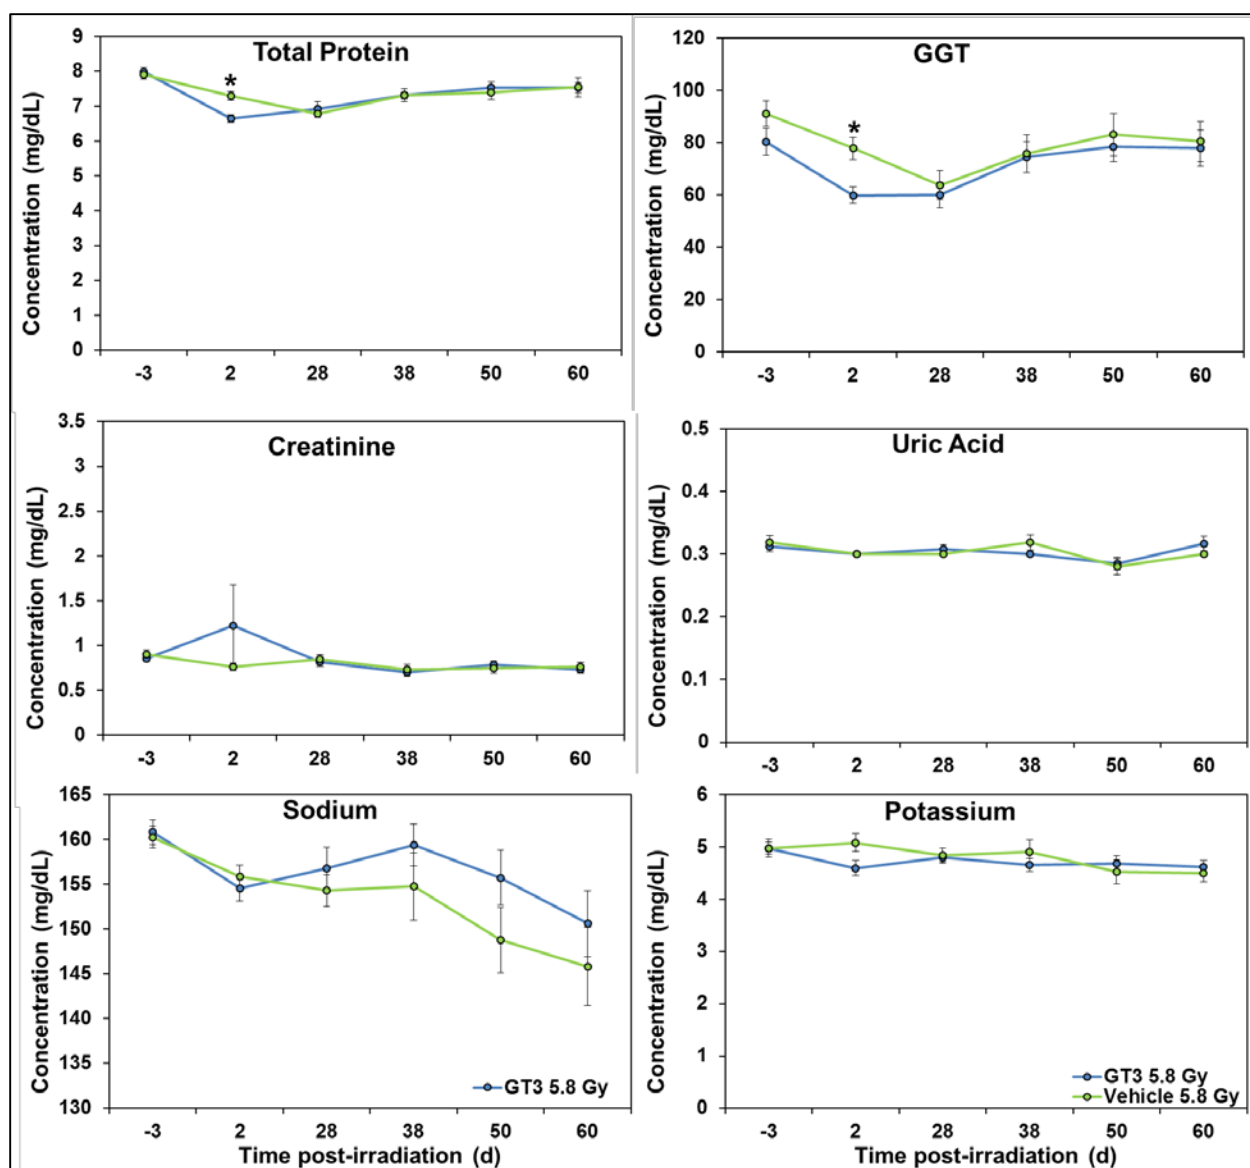 Total Protein
*
Concentration (mg/dL)
9
8
7
6
5
4
3
2
1
0
-3 2 28 38 50 60
GGT
*
Concentration (mg/dL)
120
100
80
60
40
20
0
-3 2 28 38 50 60
Creatinine
Concentration (mg/dL)
3.5
3
2.5
2
1.5
1
0.5
0
-3 2 28 38 50 60
Uric Acid
Concentration (mg/dL)
0.5
0.4
0.3
0.2
0.1
0
-3 2 28 38 50 60
Sodium
Concentration (mg/dL)
165
160
155
150
145
140
135
130
GT3 5.8 Gy
-3 2 28 38 50 60
Time post-irradiation (d)
Potassium
Concentration (mg/dL)
6
5
4
3
2
1
0
GT3 5.8 Gy
Vehicle 5.8 Gy
-3 2 28 38 50 60
Time post-irradiation (d)